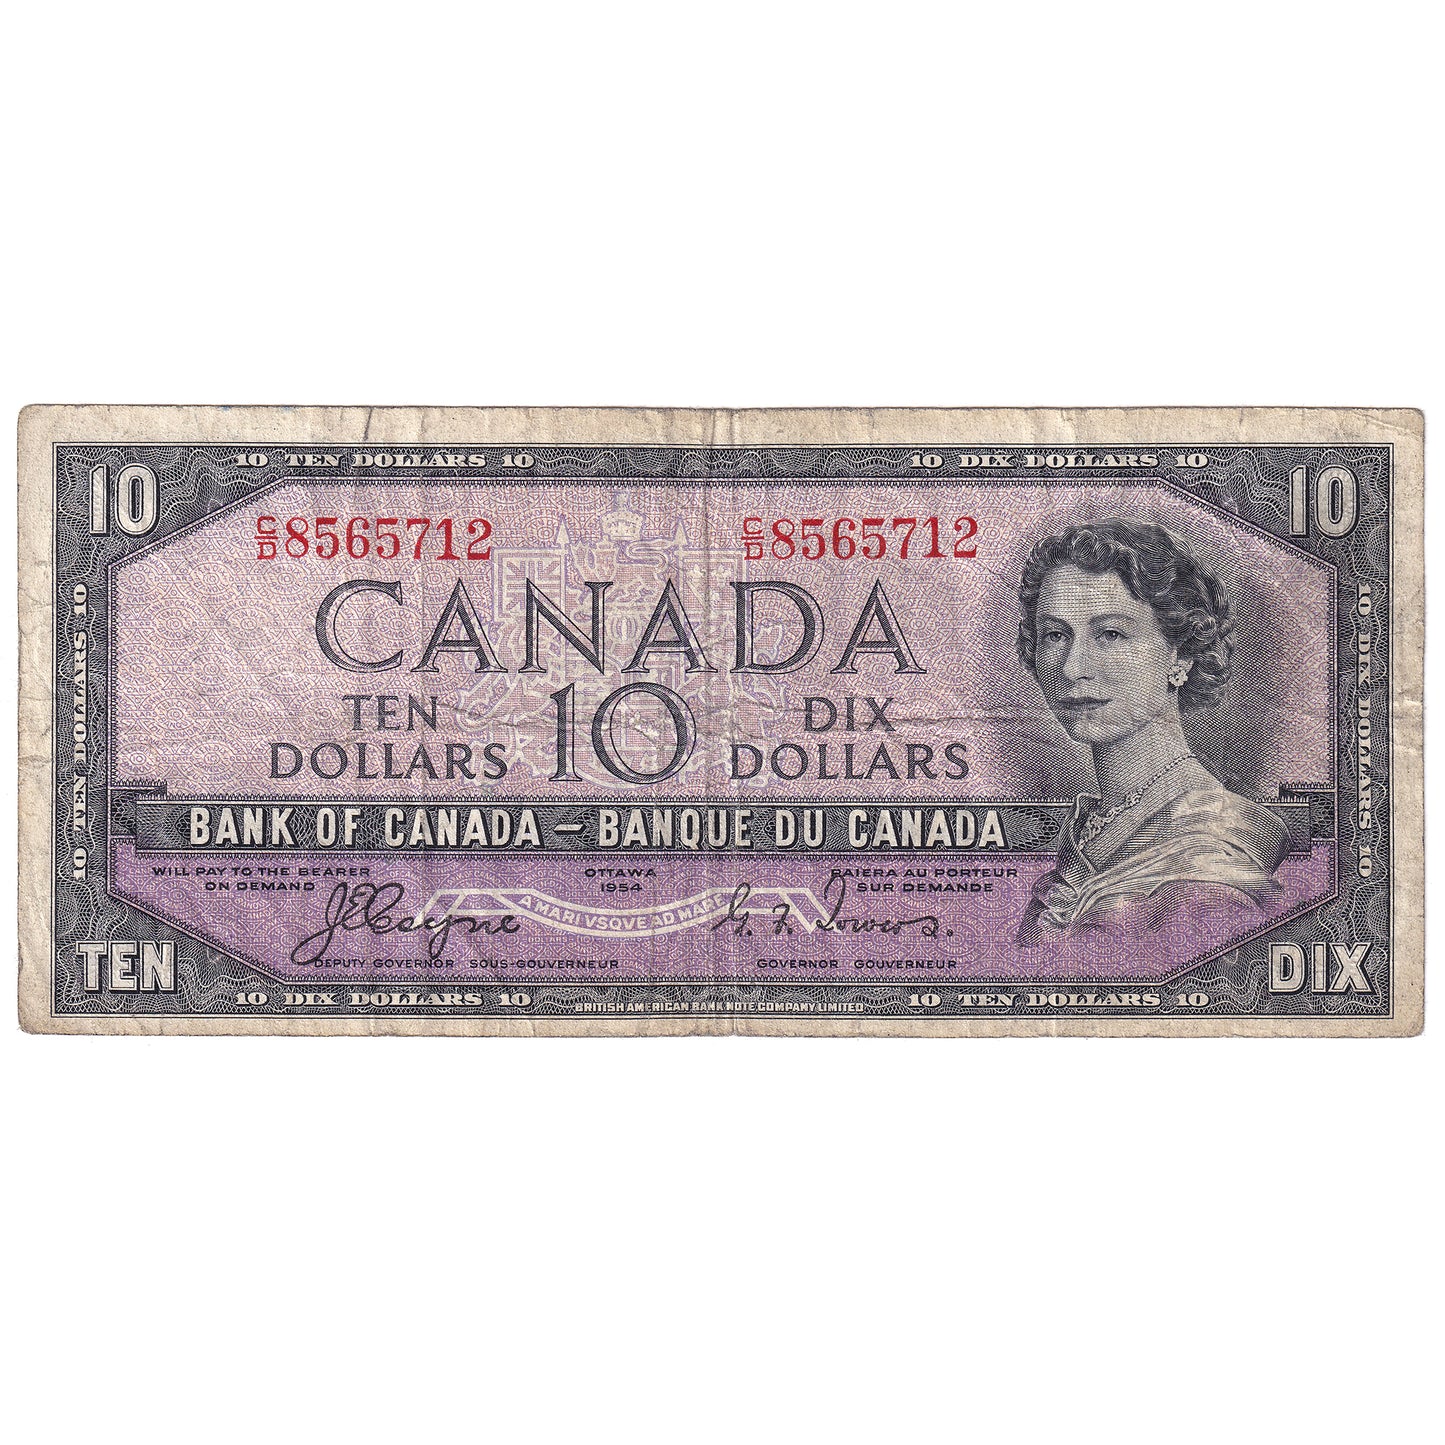 10 TEN DOLLARS 10
10 DIX DOLLARS 10
10
10
C/D 8565712
C/D 8565712
CANADA
TEN
DOLLARS
10
DIX
DOLLARS
10 TEN DOLLARS 10
10 DIX DOLLARS 10
BANK OF CANADA – BANQUE DU CANADA
WILL PAY TO THE BEARER
ON DEMAND
OTTAWA
1954
PAIERA AU PORTEUR
SUR DEMANDE
A MARI VSQVE AD MARE
J. E. Coyne
G. F. Towers.
DEPUTY GOVERNOR SOUS-GOUVERNEUR
GOVERNOR GOUVERNEUR
TEN
DIX
10 DIX DOLLARS 10
BRITISH AMERICAN BANK NOTE COMPANY, LIMITED
10 TEN DOLLARS 10